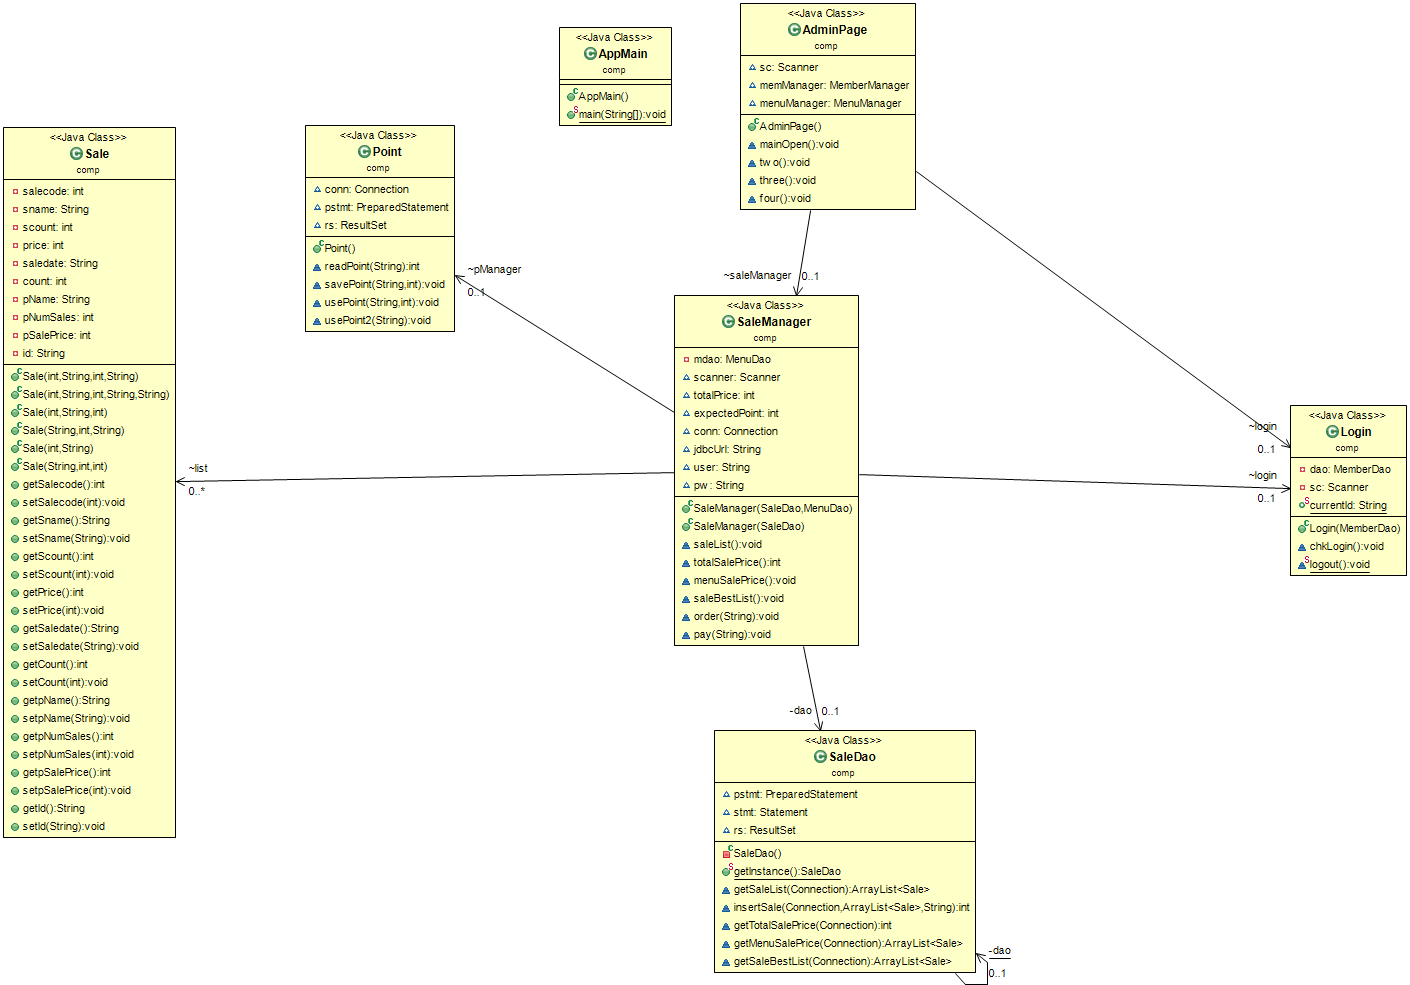 <<Java Class>>
AppMain
comp
AppMain()
main(String[]):void
<<Java Class>>
AdminPage
comp
sc: Scanner
memManager: MemberManager
menuManager: MenuManager
AdminPage()
mainOpen():void
two():void
three():void
four():void
<<Java Class>>
Sale
comp
salecode: int
sname: String
scount: int
price: int
saledate: String
count: int
pName: String
pNumSales: int
pSalePrice: int
id: String
Sale(int,String,int,String)
Sale(int,String,int,String,String)
Sale(int,String,int)
Sale(String,int,String)
Sale(int,String)
Sale(String,int,int)
getSalecode():int
setSalecode(int):void
getSname():String
setSname(String):void
getScount():int
setScount(int):void
getPrice():int
setPrice(int):void
getSaledate():String
setSaledate(String):void
getCount():int
setCount(int):void
getpName():String
setpName(String):void
getpNumSales():int
setpNumSales(int):void
getpSalePrice():int
setpSalePrice(int):void
getId():String
setId(String):void
<<Java Class>>
Point
comp
conn: Connection
pstmt: PreparedStatement
rs: ResultSet
Point()
readPoint(String):int
savePoint(String,int):void
usePoint(String,int):void
usePoint2(String):void
~pManager
0..1
~saleManager
0..1
~list
0..*
<<Java Class>>
SaleManager
comp
mdao: MenuDao
scanner: Scanner
totalPrice: int
expectedPoint: int
conn: Connection
jdbcUrl: String
user: String
pw: String
SaleManager(SaleDao,MenuDao)
SaleManager(SaleDao)
saleList():void
totalSalePrice():int
menuSalePrice():void
saleBestList():void
order(String):void
pay(String):void
~login
0..1
~login
0..1
<<Java Class>>
Login
comp
dao: MemberDao
sc: Scanner
currentId: String
Login(MemberDao)
chkLogin():void
logout():void
-dao
0..1
<<Java Class>>
SaleDao
comp
pstmt: PreparedStatement
stmt: Statement
rs: ResultSet
SaleDao()
getInstance():SaleDao
getSaleList(Connection):ArrayList<Sale>
insertSale(Connection,ArrayList<Sale>,String):int
getTotalSalePrice(Connection):int
getMenuSalePrice(Connection):ArrayList<Sale>
getSaleBestList(Connection):ArrayList<Sale>
-dao
0..1